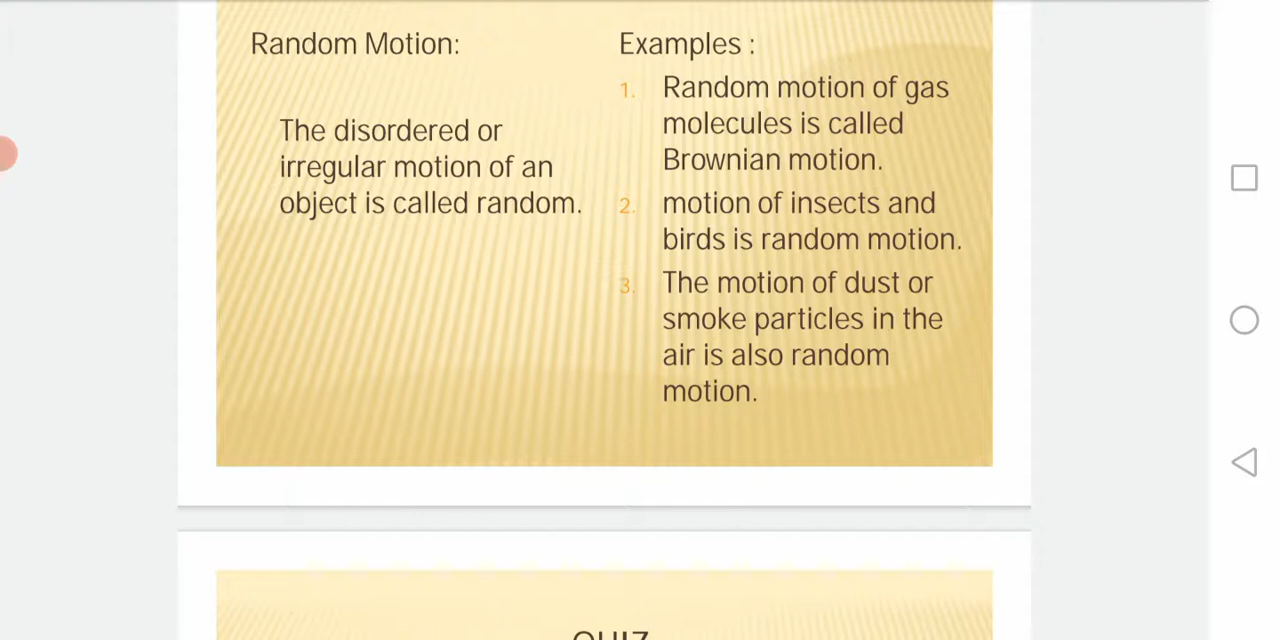 Random Motion:
The disordered or
irregular motion of an
object is called random.
Examples :
1. Random motion of gas
molecules is called
Brownian motion.
2. motion of insects and
birds is random motion.
3. The motion of dust or
smoke particles in the
air is also random
motion.
QUIZ